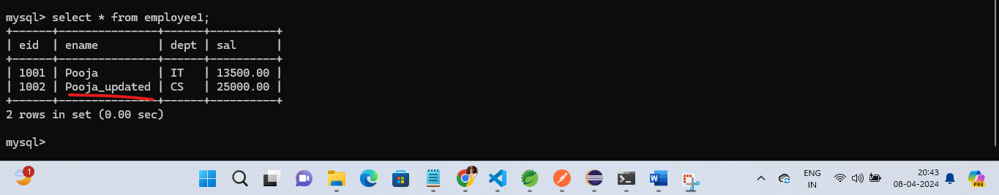 mysql> select * from employee1;
+------+---------------+------+----------+
| eid  | ename         | dept | sal      |
+------+---------------+------+----------+
| 1001 | Pooja         | IT   | 13500.00 |
| 1002 | Pooja_updated | CS   | 25000.00 |
+------+---------------+------+----------+
2 rows in set (0.00 sec)
mysql>
1
W
PRE
ENG
IN
20:43
08-04-2024